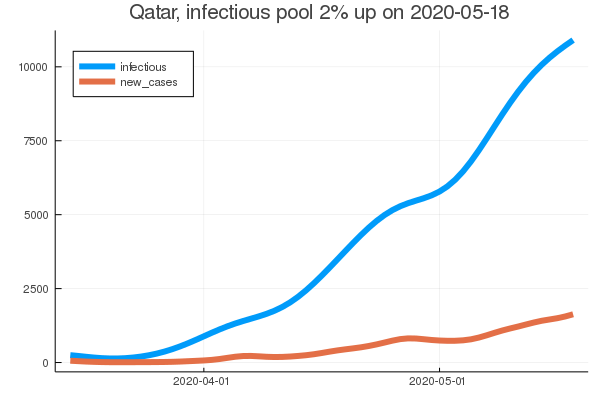 Qatar, infectious pool 2% up on 2020-05-18
infectious
new_cases
10000
7500
5000
2500
0
2020-04-01
2020-05-01